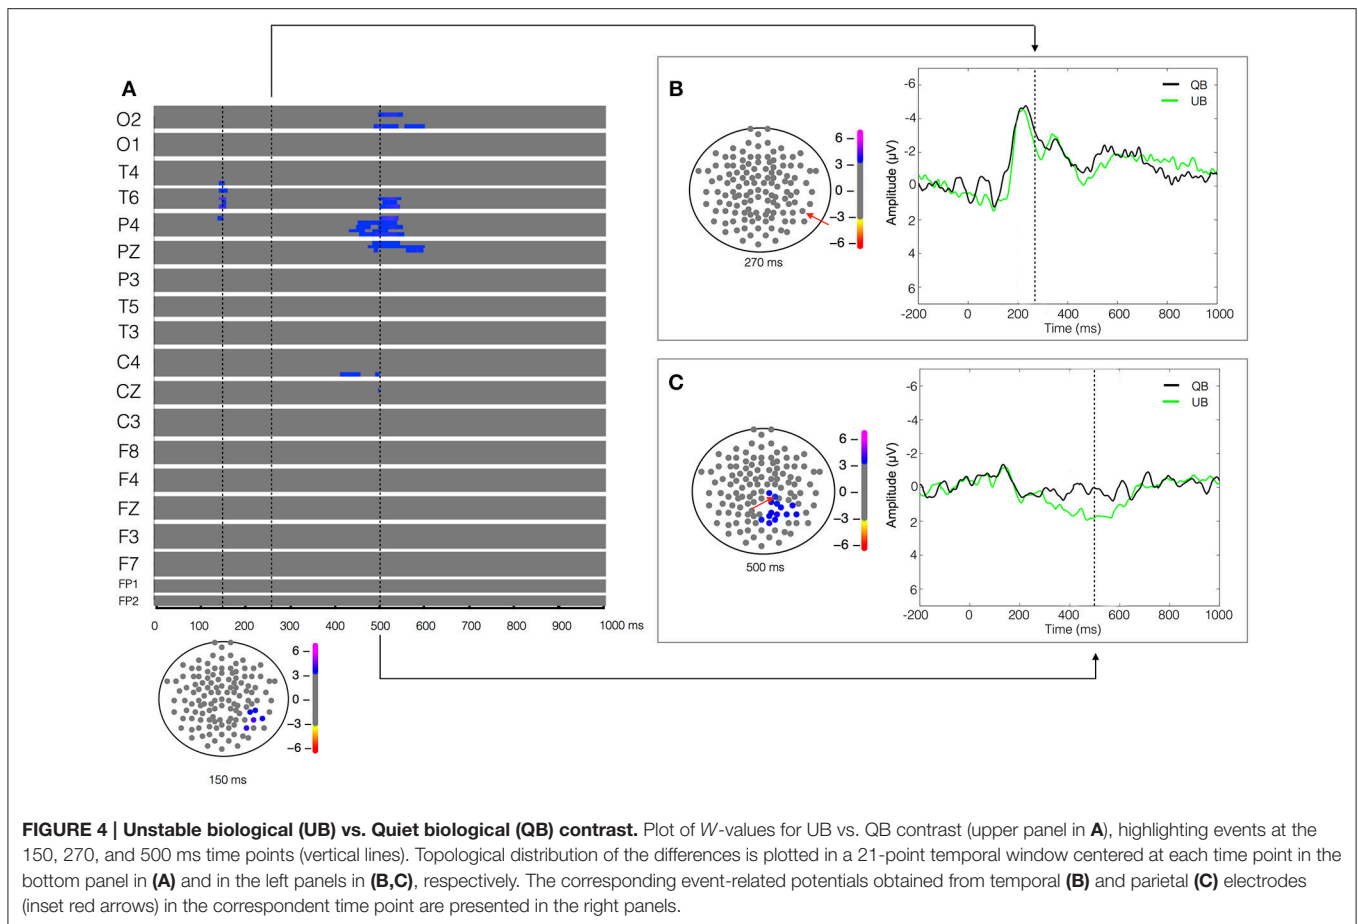 A
O2
O1
T4
T6
P4
PZ
P3
T5
T3
C4
CZ
C3
F8
F4
FZ
F3
F7
FP1
FP2
0 100 200 300 400 500 600 700 800 900 1000 ms
6 –
3 –
0 –
–3 –
–6 –
150 ms
B
6 –
3 –
0 –
–3 –
–6 –
270 ms
QB
UB
Amplitude (µV)
-6
-4
-2
0
2
4
6
-200 0 200 400 600 800 1000
Time (ms)
C
6 –
3 –
0 –
–3 –
–6 –
500 ms
QB
UB
Amplitude (µV)
-6
-4
-2
0
2
4
6
-200 0 200 400 600 800 1000
Time (ms)
FIGURE 4 | Unstable biological (UB) vs. Quiet biological (QB) contrast. Plot of W-values for UB vs. QB contrast (upper panel in A), highlighting events at the
150, 270, and 500 ms time points (vertical lines). Topological distribution of the differences is plotted in a 21-point temporal window centered at each time point in the
bottom panel in (A) and in the left panels in (B,C), respectively. The corresponding event-related potentials obtained from temporal (B) and parietal (C) electrodes
(inset red arrows) in the correspondent time point are presented in the right panels.